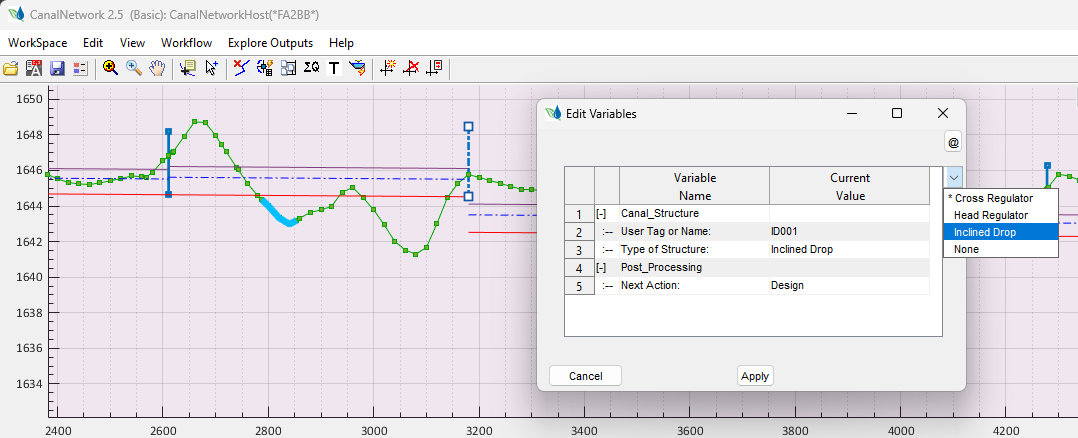 CanalNetwork 2.5 (Basic): CanalNetworkHost(*FA2BB*)
WorkSpace Edit View Workflow Explore Outputs Help
ΣQ T
1650
1648
1646
1644
1642
1640
1638
1636
1634
2400 2600 2800 3000 3200 3400 3600 3800 4000 4200
Edit Variables
@
Variable Name Current Value
1 [-] Canal_Structure
2 :-- User Tag or Name: ID001
3 :-- Type of Structure: Inclined Drop
4 [-] Post_Processing
5 :-- Next Action: Design
* Cross Regulator
Head Regulator
Inclined Drop
None
Cancel Apply